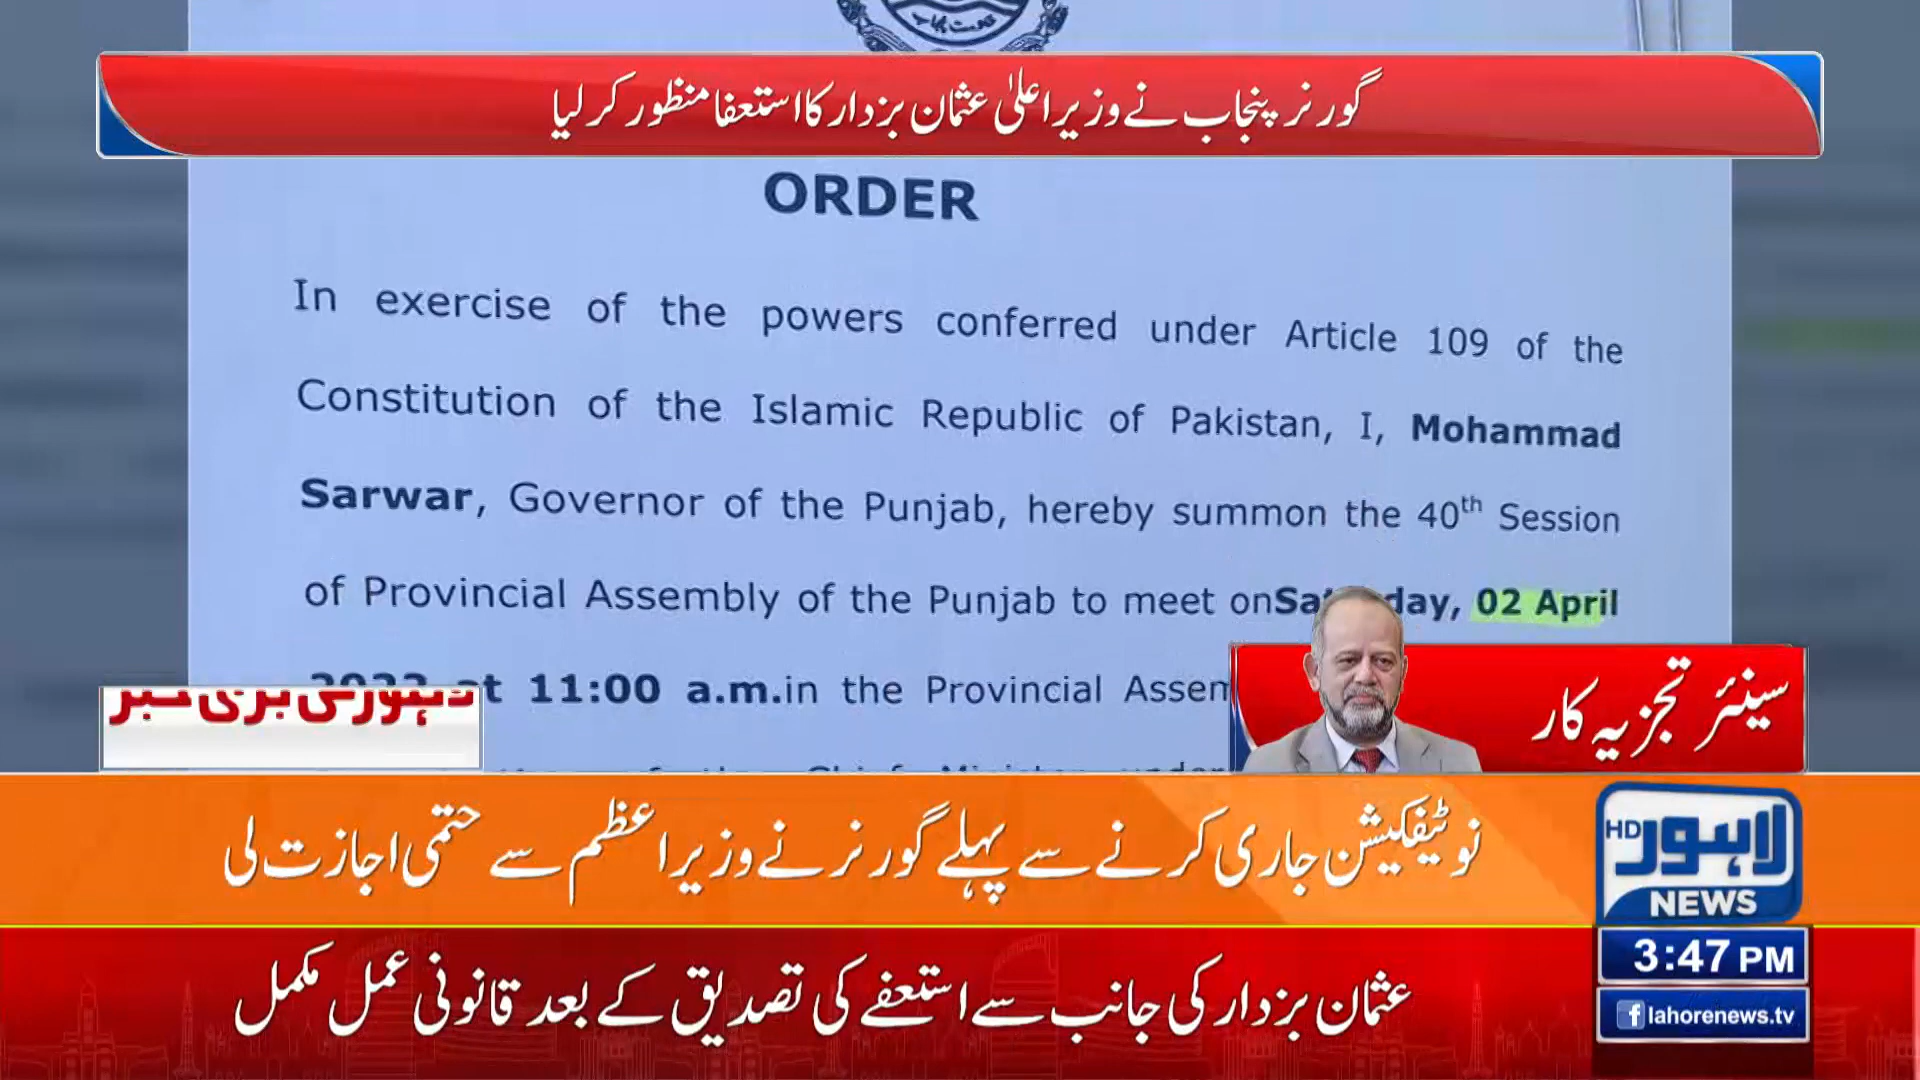 حکومت پنجاب
گورنر پنجاب نے وزیراعلیٰ عثمان بزدار کا استعفا منظور کر لیا
ORDER
In exercise of the powers conferred under Article 109 of the
Constitution of the Islamic Republic of Pakistan, I, Mohammad
Sarwar, Governor of the Punjab, hereby summon the 40th Session
of Provincial Assembly of the Punjab to meet on day, 02 April
at 11:00 a.m.in the Provincial
سینئر تجزیہ کار
نوٹیفکیشن جاری کرنے سے پہلے گورنر نے وزیراعظم سے حتمی اجازت لی
لاہور HD
NEWS
عثمان بزدار کی جانب سے استعفے کی تصدیق کے بعد قانونی عمل مکمل
3:47 PM
lahorenews.tv